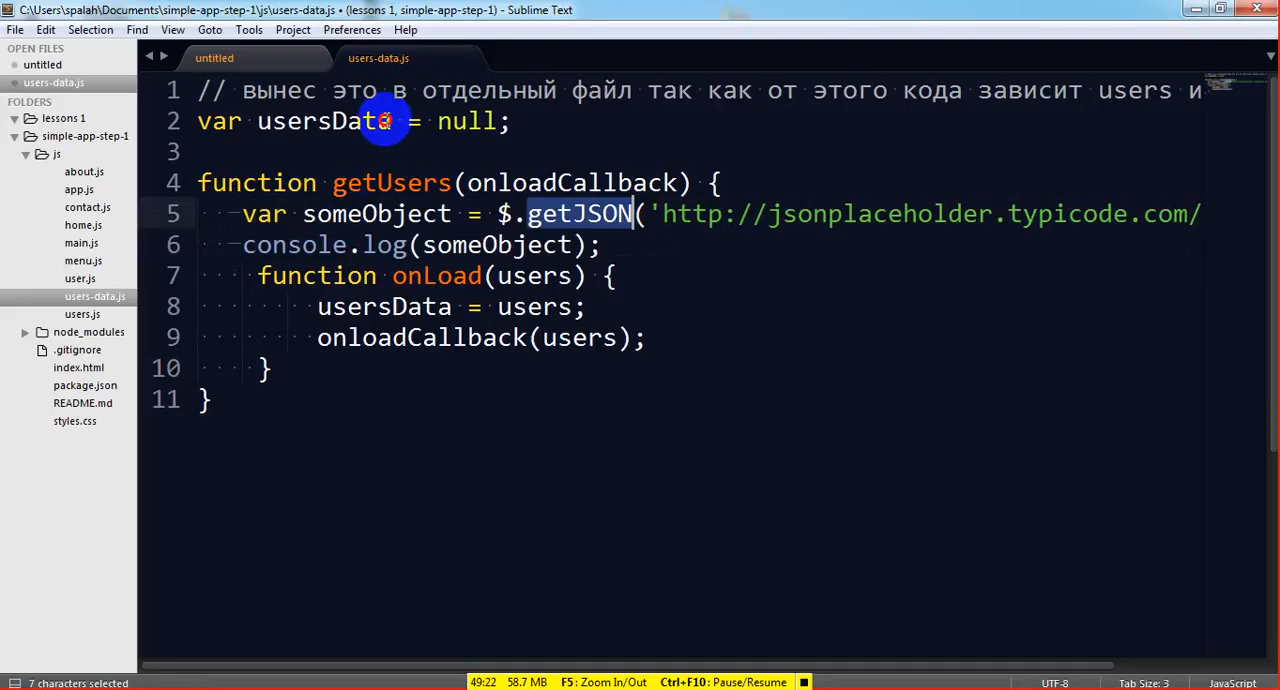 C:\Users\spalah\Documents\simple-app-step-1\js\users-data.js • (lessons 1, simple-app-step-1) - Sublime Text
File Edit Selection Find View Goto Tools Project Preferences Help
OPEN FILES
untitled
users-data.js
FOLDERS
lessons 1
simple-app-step-1
js
about.js
app.js
contact.js
home.js
main.js
menu.js
user.js
users-data.js
users.js
node_modules
.gitignore
index.html
package.json
README.md
styles.css
untitled users-data.js
1 // вынес это в отдельный файл так как от этого кода зависит users и
2 var usersData = null;
3
4 function getUsers(onloadCallback) {
5 var someObject = $.getJSON('http://jsonplaceholder.typicode.com/
6 console.log(someObject);
7 function onLoad(users) {
8 usersData = users;
9 onloadCallback(users);
10 }
11 }
7 characters selected 49:22 58.7 MB F5: Zoom In/Out Ctrl+F10: Pause/Resume UTF-8 Tab Size: 3 JavaScript